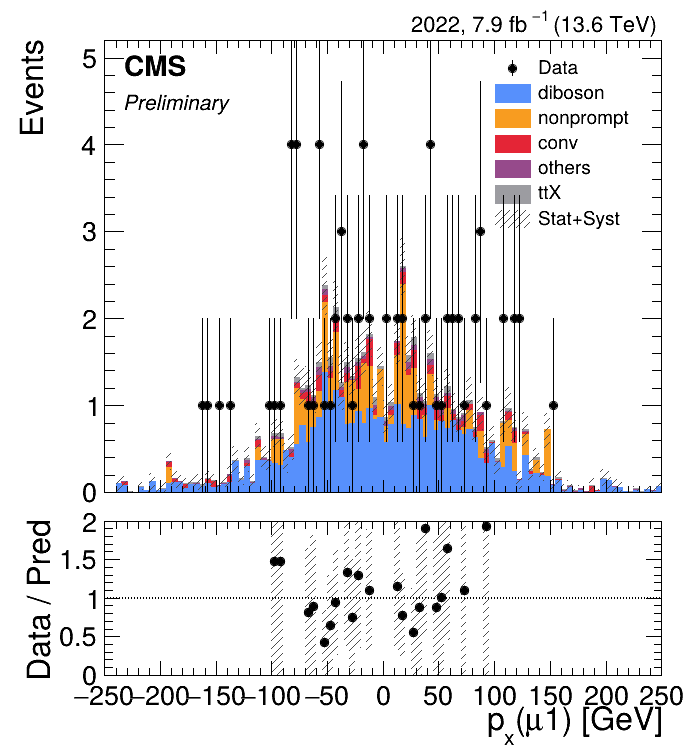 2022, 7.9 fb⁻¹ (13.6 TeV)
CMS
Preliminary
Events
Data
diboson
nonprompt
conv
others
ttX
Stat+Syst
5
4
3
2
1
0
Data / Pred
2
1.5
1
0.5
0
−250 −200 −150 −100 −50 0 50 100 150 200 250
pₓ(μ1) [GeV]